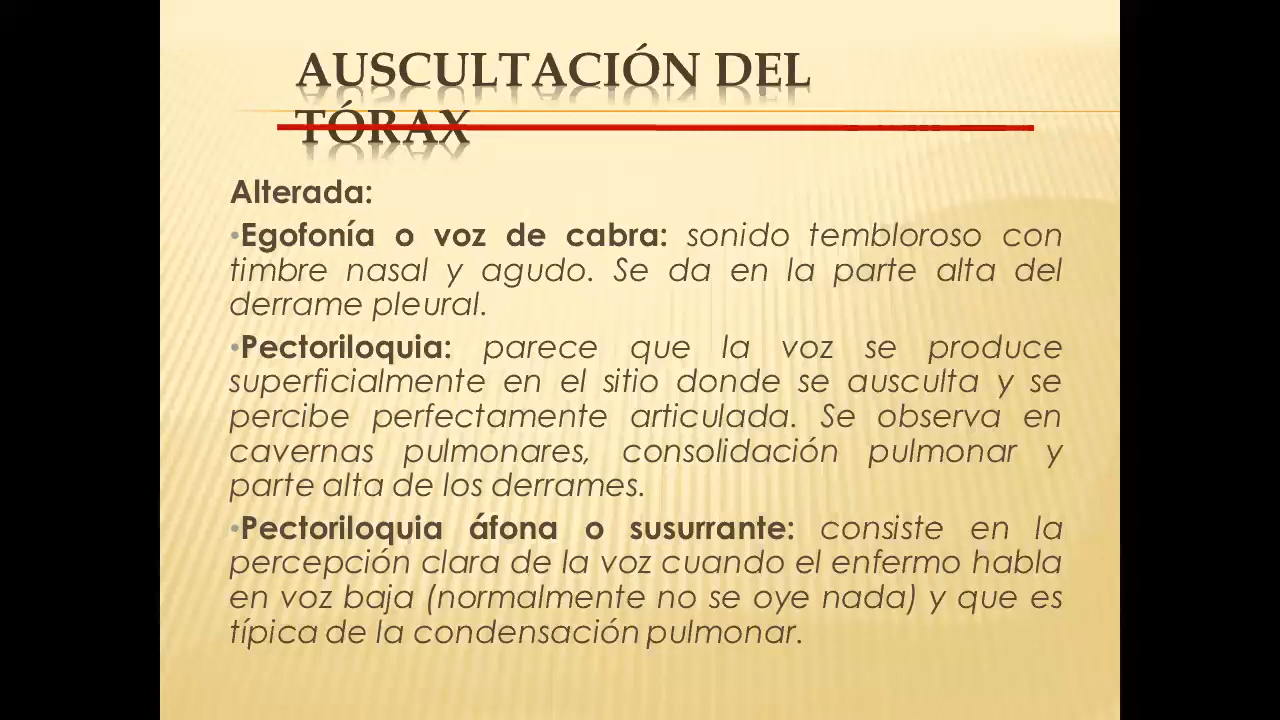 AUSCULTACIÓN DEL
TÓRAX
Alterada:
•Egofonía o voz de cabra: sonido tembloroso con
timbre nasal y agudo. Se da en la parte alta del
derrame pleural.
•Pectoriloquia: parece que la voz se produce
superficialmente en el sitio donde se ausculta y se
percibe perfectamente articulada. Se observa en
cavernas pulmonares, consolidación pulmonar y
parte alta de los derrames.
•Pectoriloquia áfona o susurrante: consiste en la
percepción clara de la voz cuando el enfermo habla
en voz baja (normalmente no se oye nada) y que es
típica de la condensación pulmonar.